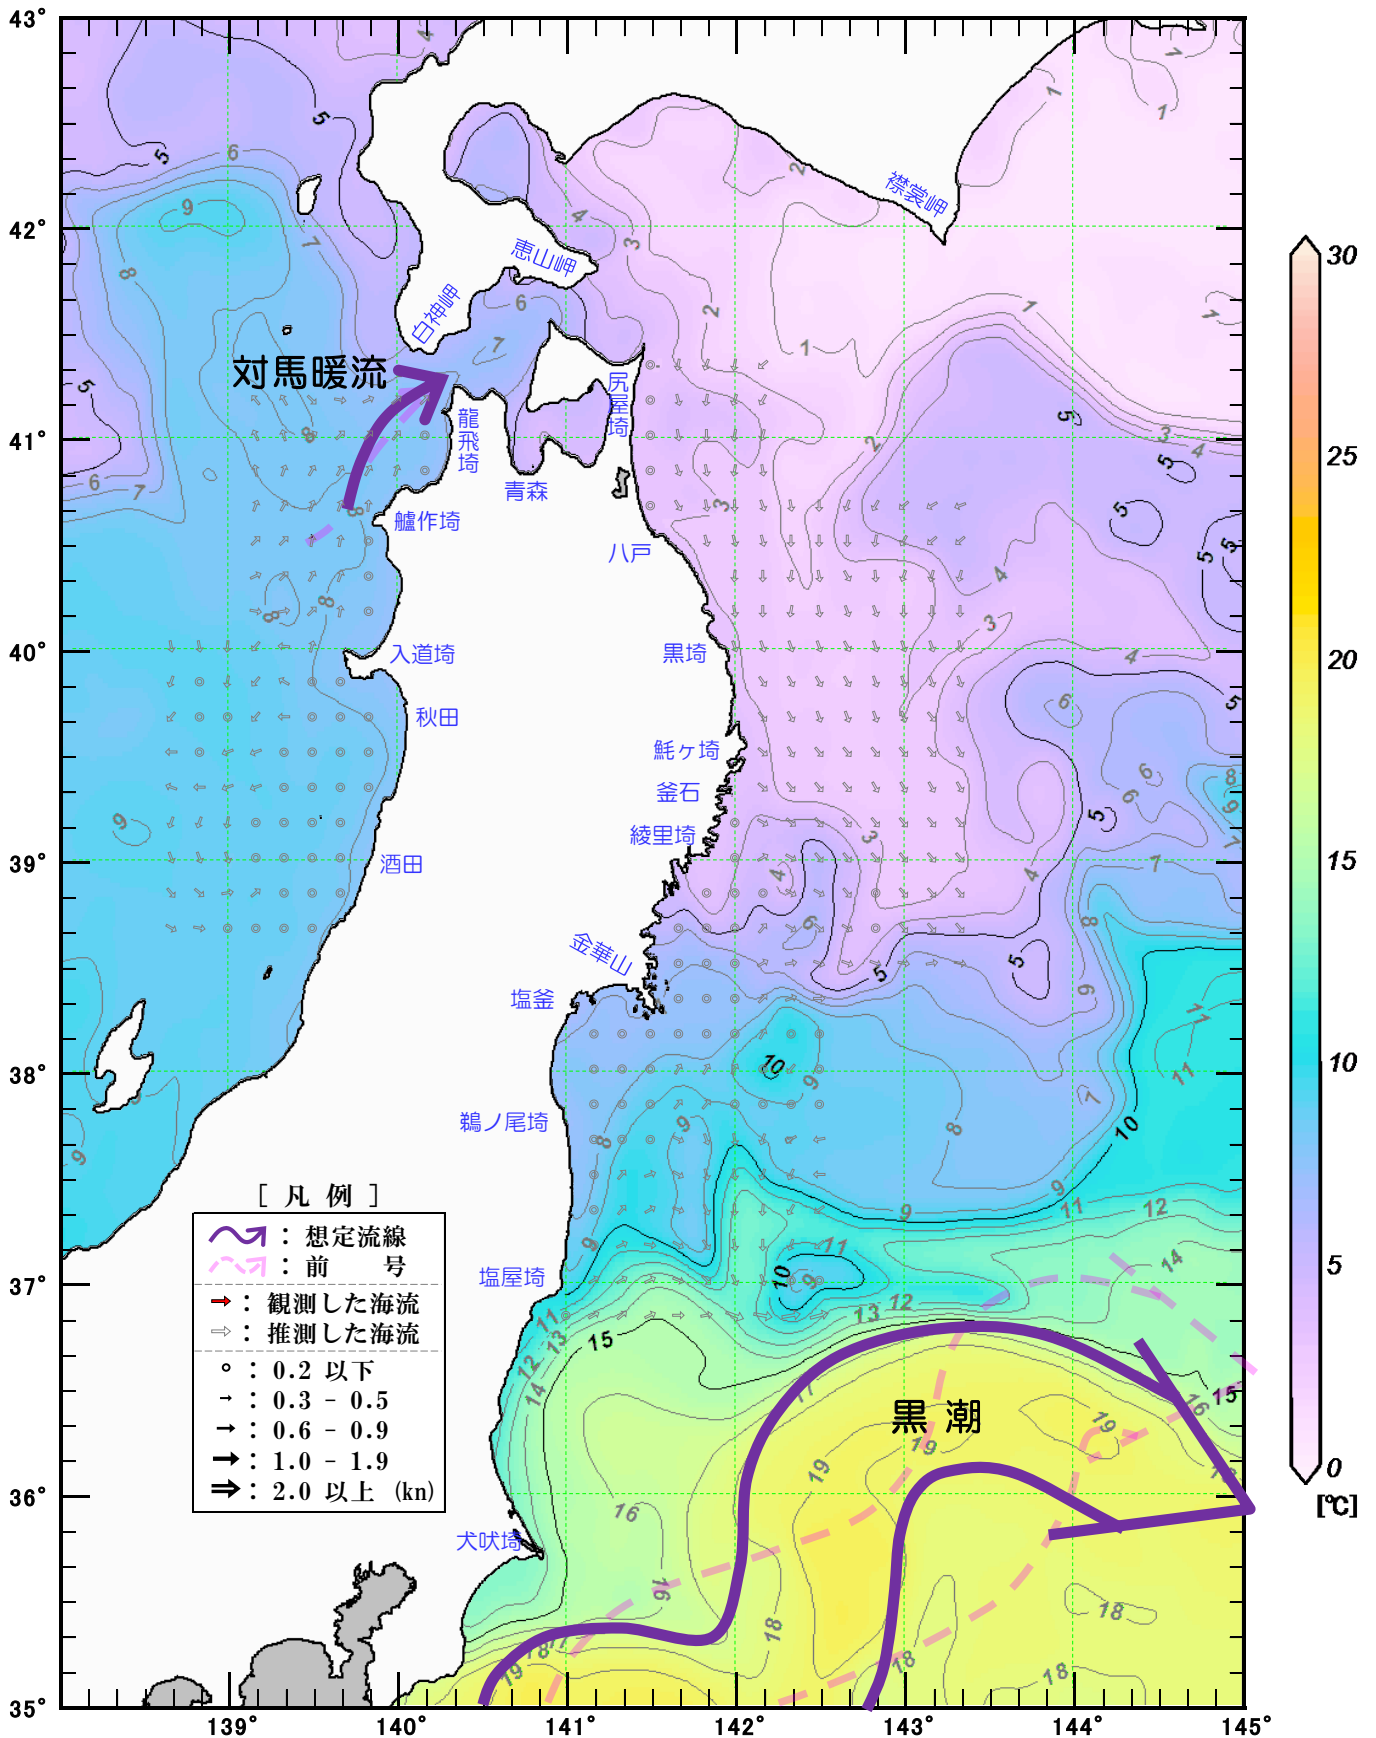 43°
42°
41°
40°
39°
38°
37°
36°
35°
139°
140°
141°
142°
143°
144°
145°
襟裳岬
恵山岬
白神岬
対馬暖流
尻屋埼
龍飛埼
青森
艫作埼
八戸
入道埼
黒埼
秋田
魹ヶ埼
釜石
綾里埼
酒田
金華山
塩釜
鵜ノ尾埼
塩屋埼
黒潮
犬吠埼
[ 凡 例 ]
: 想定流線
: 前 号
: 観測した海流
: 推測した海流
: 0.2 以下
: 0.3 - 0.5
: 0.6 - 0.9
: 1.0 - 1.9
: 2.0 以上 (kn)
30
25
20
15
10
5
0
[℃]